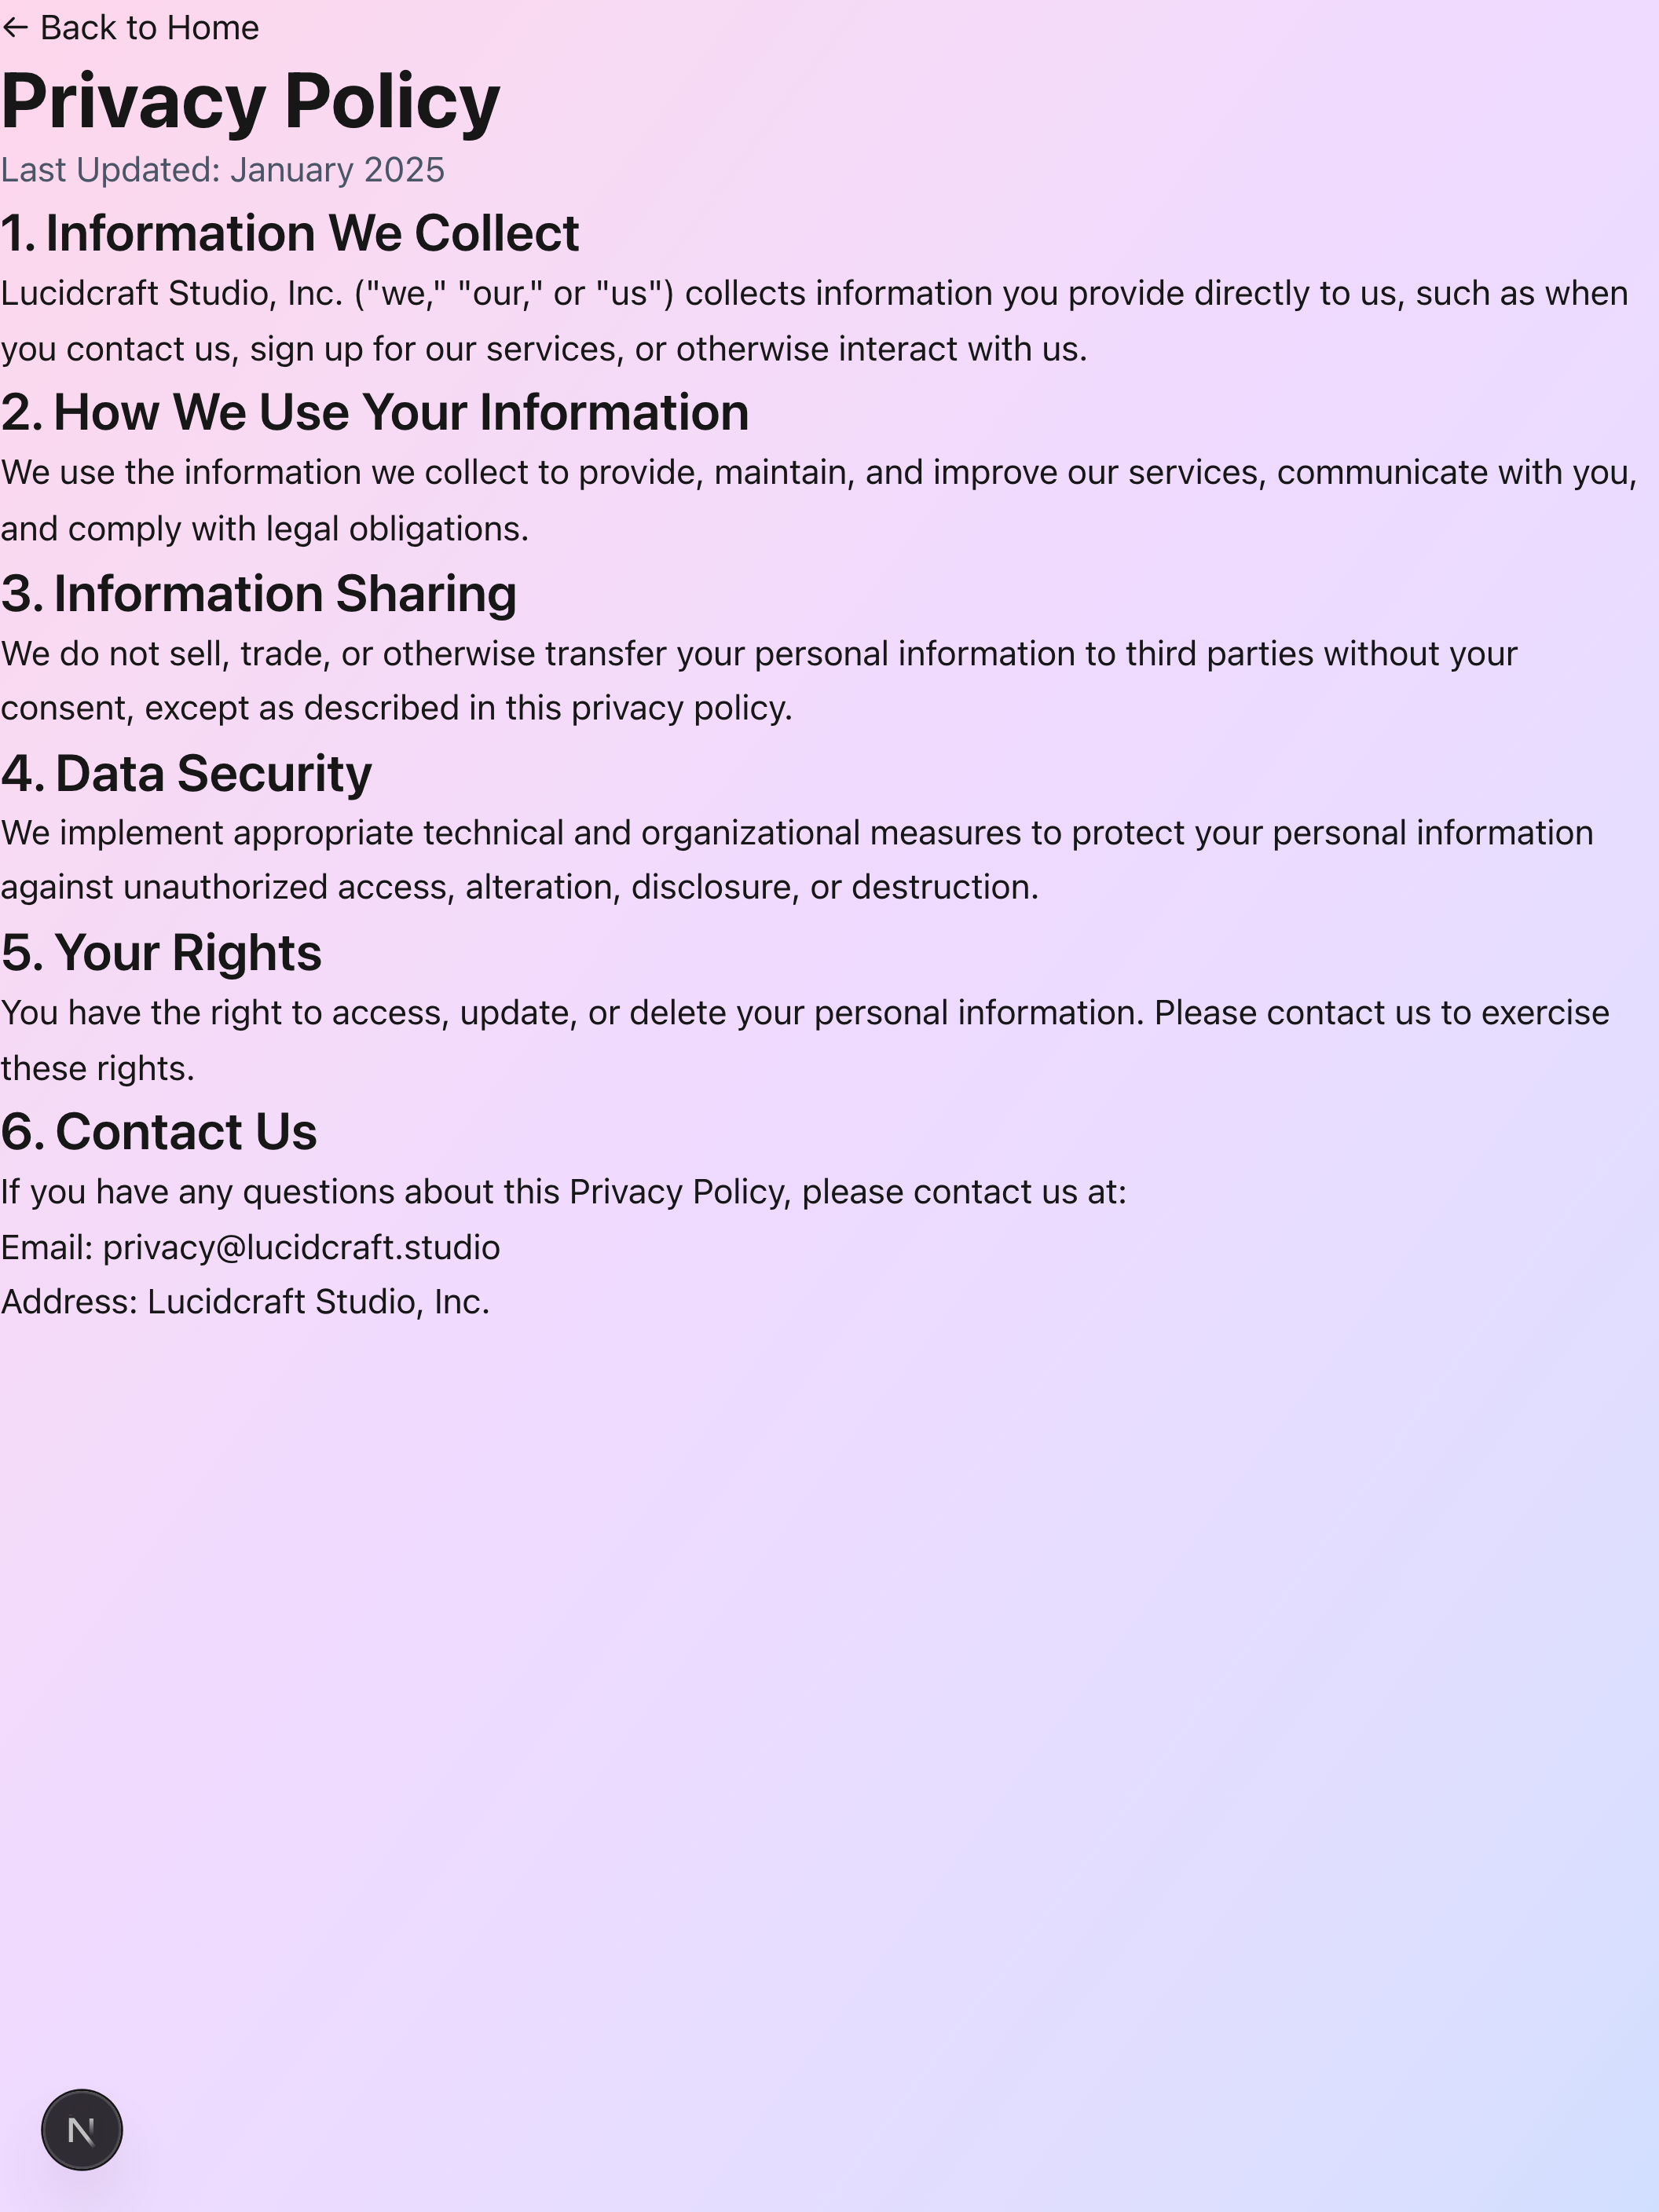 ← Back to Home
Privacy Policy
Last Updated: January 2025
1. Information We Collect
Lucidcraft Studio, Inc. ("we," "our," or "us") collects information you provide directly to us, such as when
you contact us, sign up for our services, or otherwise interact with us.
2. How We Use Your Information
We use the information we collect to provide, maintain, and improve our services, communicate with you,
and comply with legal obligations.
3. Information Sharing
We do not sell, trade, or otherwise transfer your personal information to third parties without your
consent, except as described in this privacy policy.
4. Data Security
We implement appropriate technical and organizational measures to protect your personal information
against unauthorized access, alteration, disclosure, or destruction.
5. Your Rights
You have the right to access, update, or delete your personal information. Please contact us to exercise
these rights.
6. Contact Us
If you have any questions about this Privacy Policy, please contact us at:
Email: privacy@lucidcraft.studio
Address: Lucidcraft Studio, Inc.
N